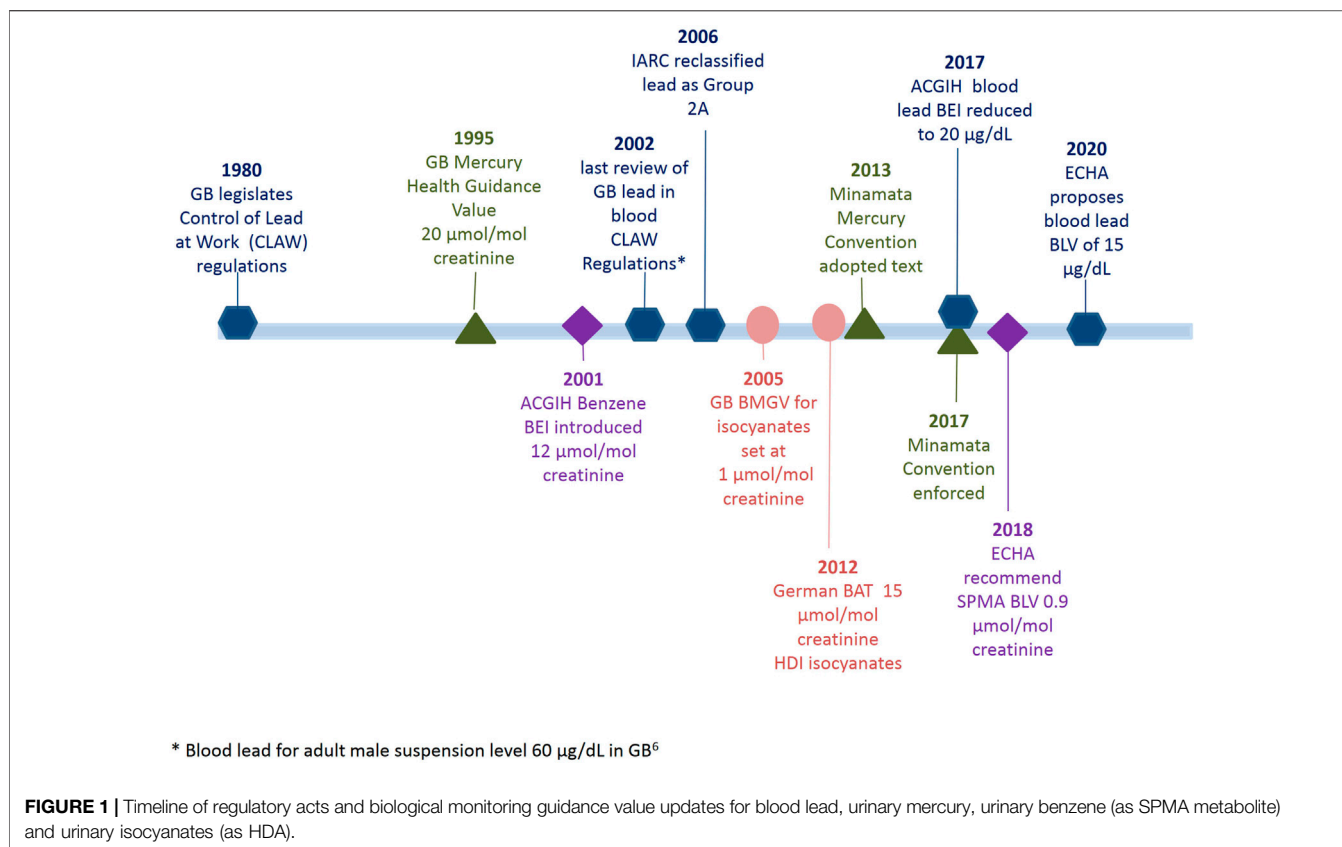 1980
GB legislates
Control of Lead
at Work (CLAW)
regulations
1995
GB Mercury
Health Guidance
Value
20 µmol/mol
creatinine
2001
ACGIH Benzene
BEI introduced
12 µmol/mol
creatinine
2002
last review of
GB lead in
blood
CLAW
Regulations*
2006
IARC reclassified
lead as Group
2A
2005
GB BMGV for
isocyanates
set at
1 µmol/mol
creatinine
2012
German BAT 15
µmol/mol
creatinine
HDI isocyanates
2013
Minamata
Mercury
Convention
adopted text
2017
ACGIH blood
lead BEI reduced
to 20 µg/dL
2017
Minamata
Convention
enforced
2018
ECHA
recommend
SPMA BLV 0.9
µmol/mol
creatinine
2020
ECHA
proposes
blood lead
BLV of 15
µg/dL
* Blood lead for adult male suspension level 60 µg/dL in GB⁶
FIGURE 1 | Timeline of regulatory acts and biological monitoring guidance value updates for blood lead, urinary mercury, urinary benzene (as SPMA metabolite)
and urinary isocyanates (as HDA).